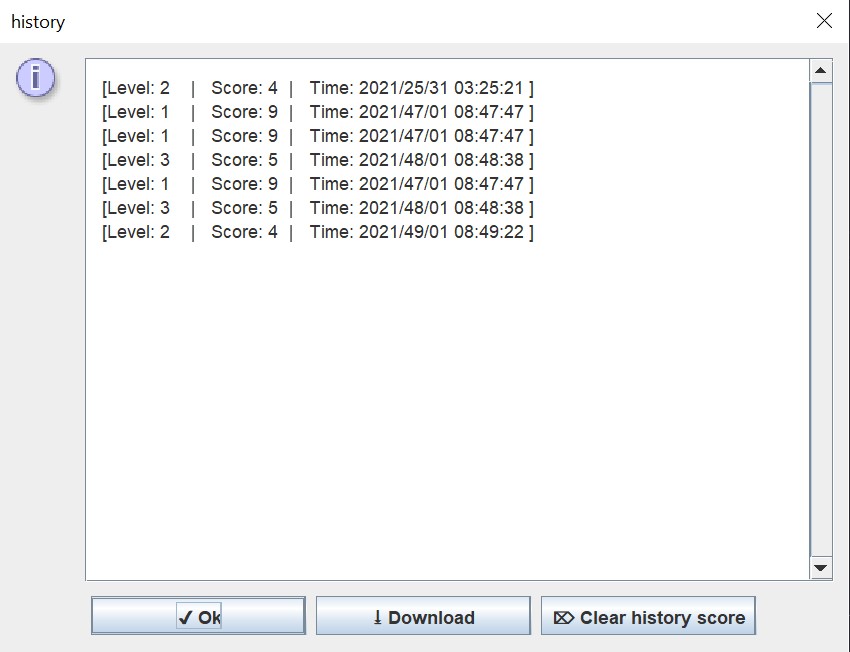 history
[Level: 2 | Score: 4 | Time: 2021/25/31 03:25:21 ]
[Level: 1 | Score: 9 | Time: 2021/47/01 08:47:47 ]
[Level: 1 | Score: 9 | Time: 2021/47/01 08:47:47 ]
[Level: 3 | Score: 5 | Time: 2021/48/01 08:48:38 ]
[Level: 1 | Score: 9 | Time: 2021/47/01 08:47:47 ]
[Level: 3 | Score: 5 | Time: 2021/48/01 08:48:38 ]
[Level: 2 | Score: 4 | Time: 2021/49/01 08:49:22 ]
✓ Ok
⤓ Download
⌦ Clear history score